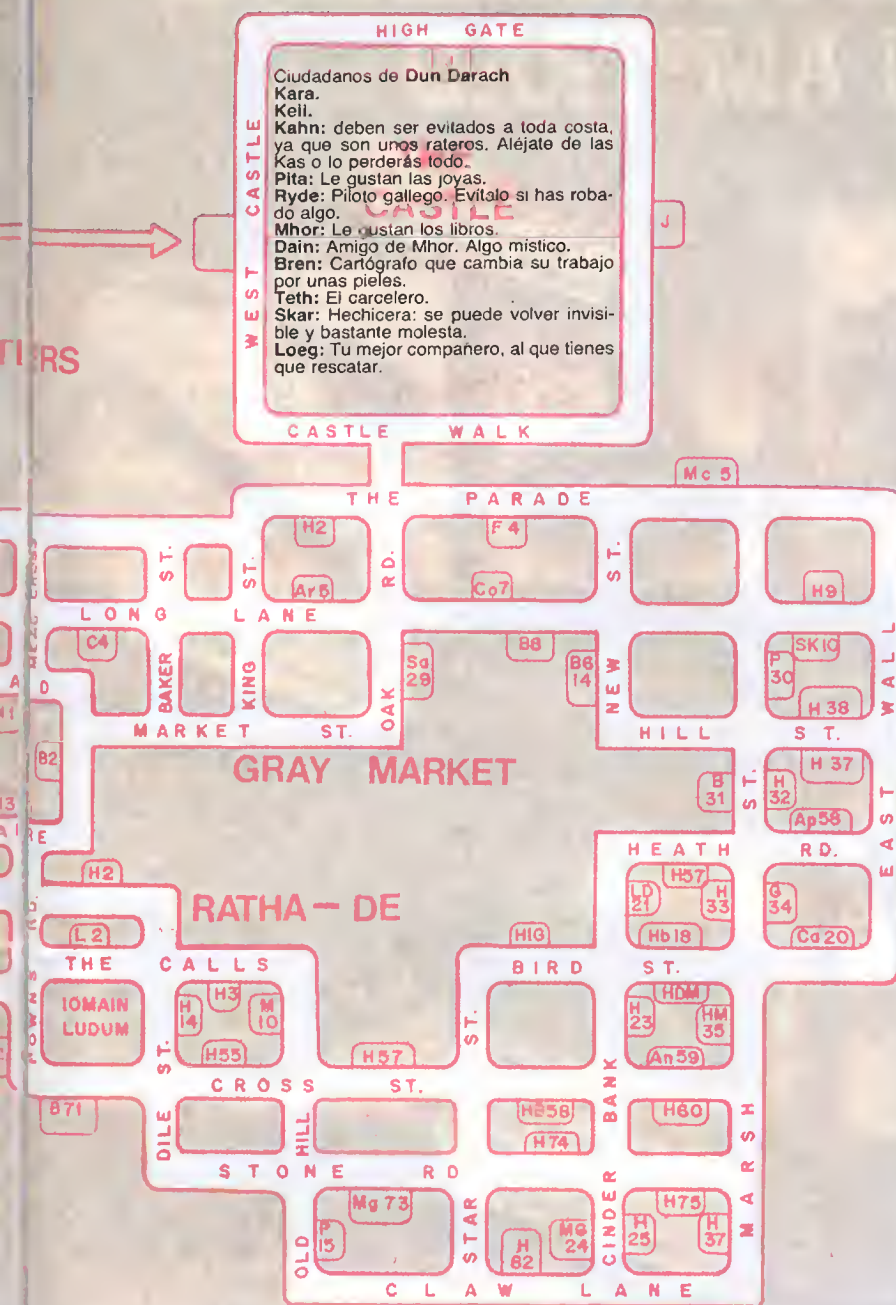 HIGH GATE
J
Ciudadanos de Dun Darach
Kara.
Keli.
Kahn: deben ser evitados a toda costa,
ya que son unos rateros. Aléjate de las
Kas o lo perderás todo.
Pita: Le gustan las joyas.
Ryde: Piloto gallego. Evítalo si has roba-
do algo.
Mhor: Le gustan los libros.
Dain: Amigo de Mhor. Algo místico.
Bren: Cartógrafo que cambia su trabajo
por unas pieles.
Teth: El carcelero.
Skar: Hechicera: se puede volver invisi-
ble y bastante molesta.
Loeg: Tu mejor compañero, al que tienes
que rescatar.
CASTLE
WEST CASTLE
J
CASTLE WALK
Mc 5
THE PARADE
H2
F 4
ST.
ST.
RD.
ST.
Ar6
Co7
H9
LONG LANE
C4
BAKER
KING
OAK
Sa
29
B8
B6
14
NEW
SK10
P
30
H 38
EAST WALL
MARKET ST.
HILL ST.
GRAY MARKET
B2
B
31
ST.
H 37
H
32
Ap58
HEATH RD.
H2
RATHA-DE
L2
H57
LD
21
H
33
Hb18
G
34
Ca20
H16
THE CALLS
BIRD ST.
IOMAIN
LUDUM
H3
H
14
M
10
H55
H57
ST.
HDM
H
23
HM
35
An59
CROSS ST.
871
DILE ST.
HILL
H74
H60
BANK
MARSH
STONE RD
Mg 73
P
15
OLD
STAR
H
82
MG
24
CINDER
H75
H
25
H
37
CLAW LANE